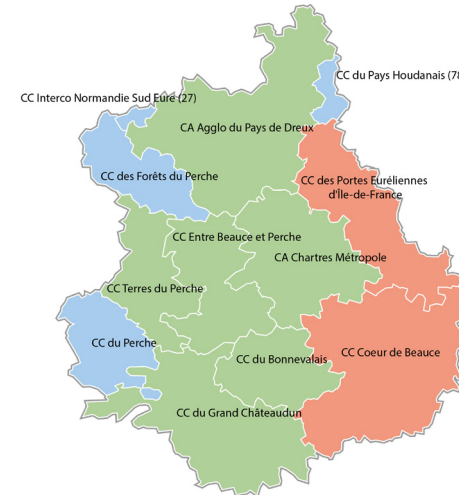 CC du Pays Houdanais (78
CC Interco Normandie Sud Eure (27)
CA Agglo du Pays de Dreux
CC des Forêts du Perche
CC des Portes Euréliennes
d'Île-de-France
CC Entre Beauce et Perche
CA Chartres Métropole
CC Terres du Perche
CC du Perche
CC Coeur de Beauce
CC du Bonnevalais
CC du Grand Châteaudun